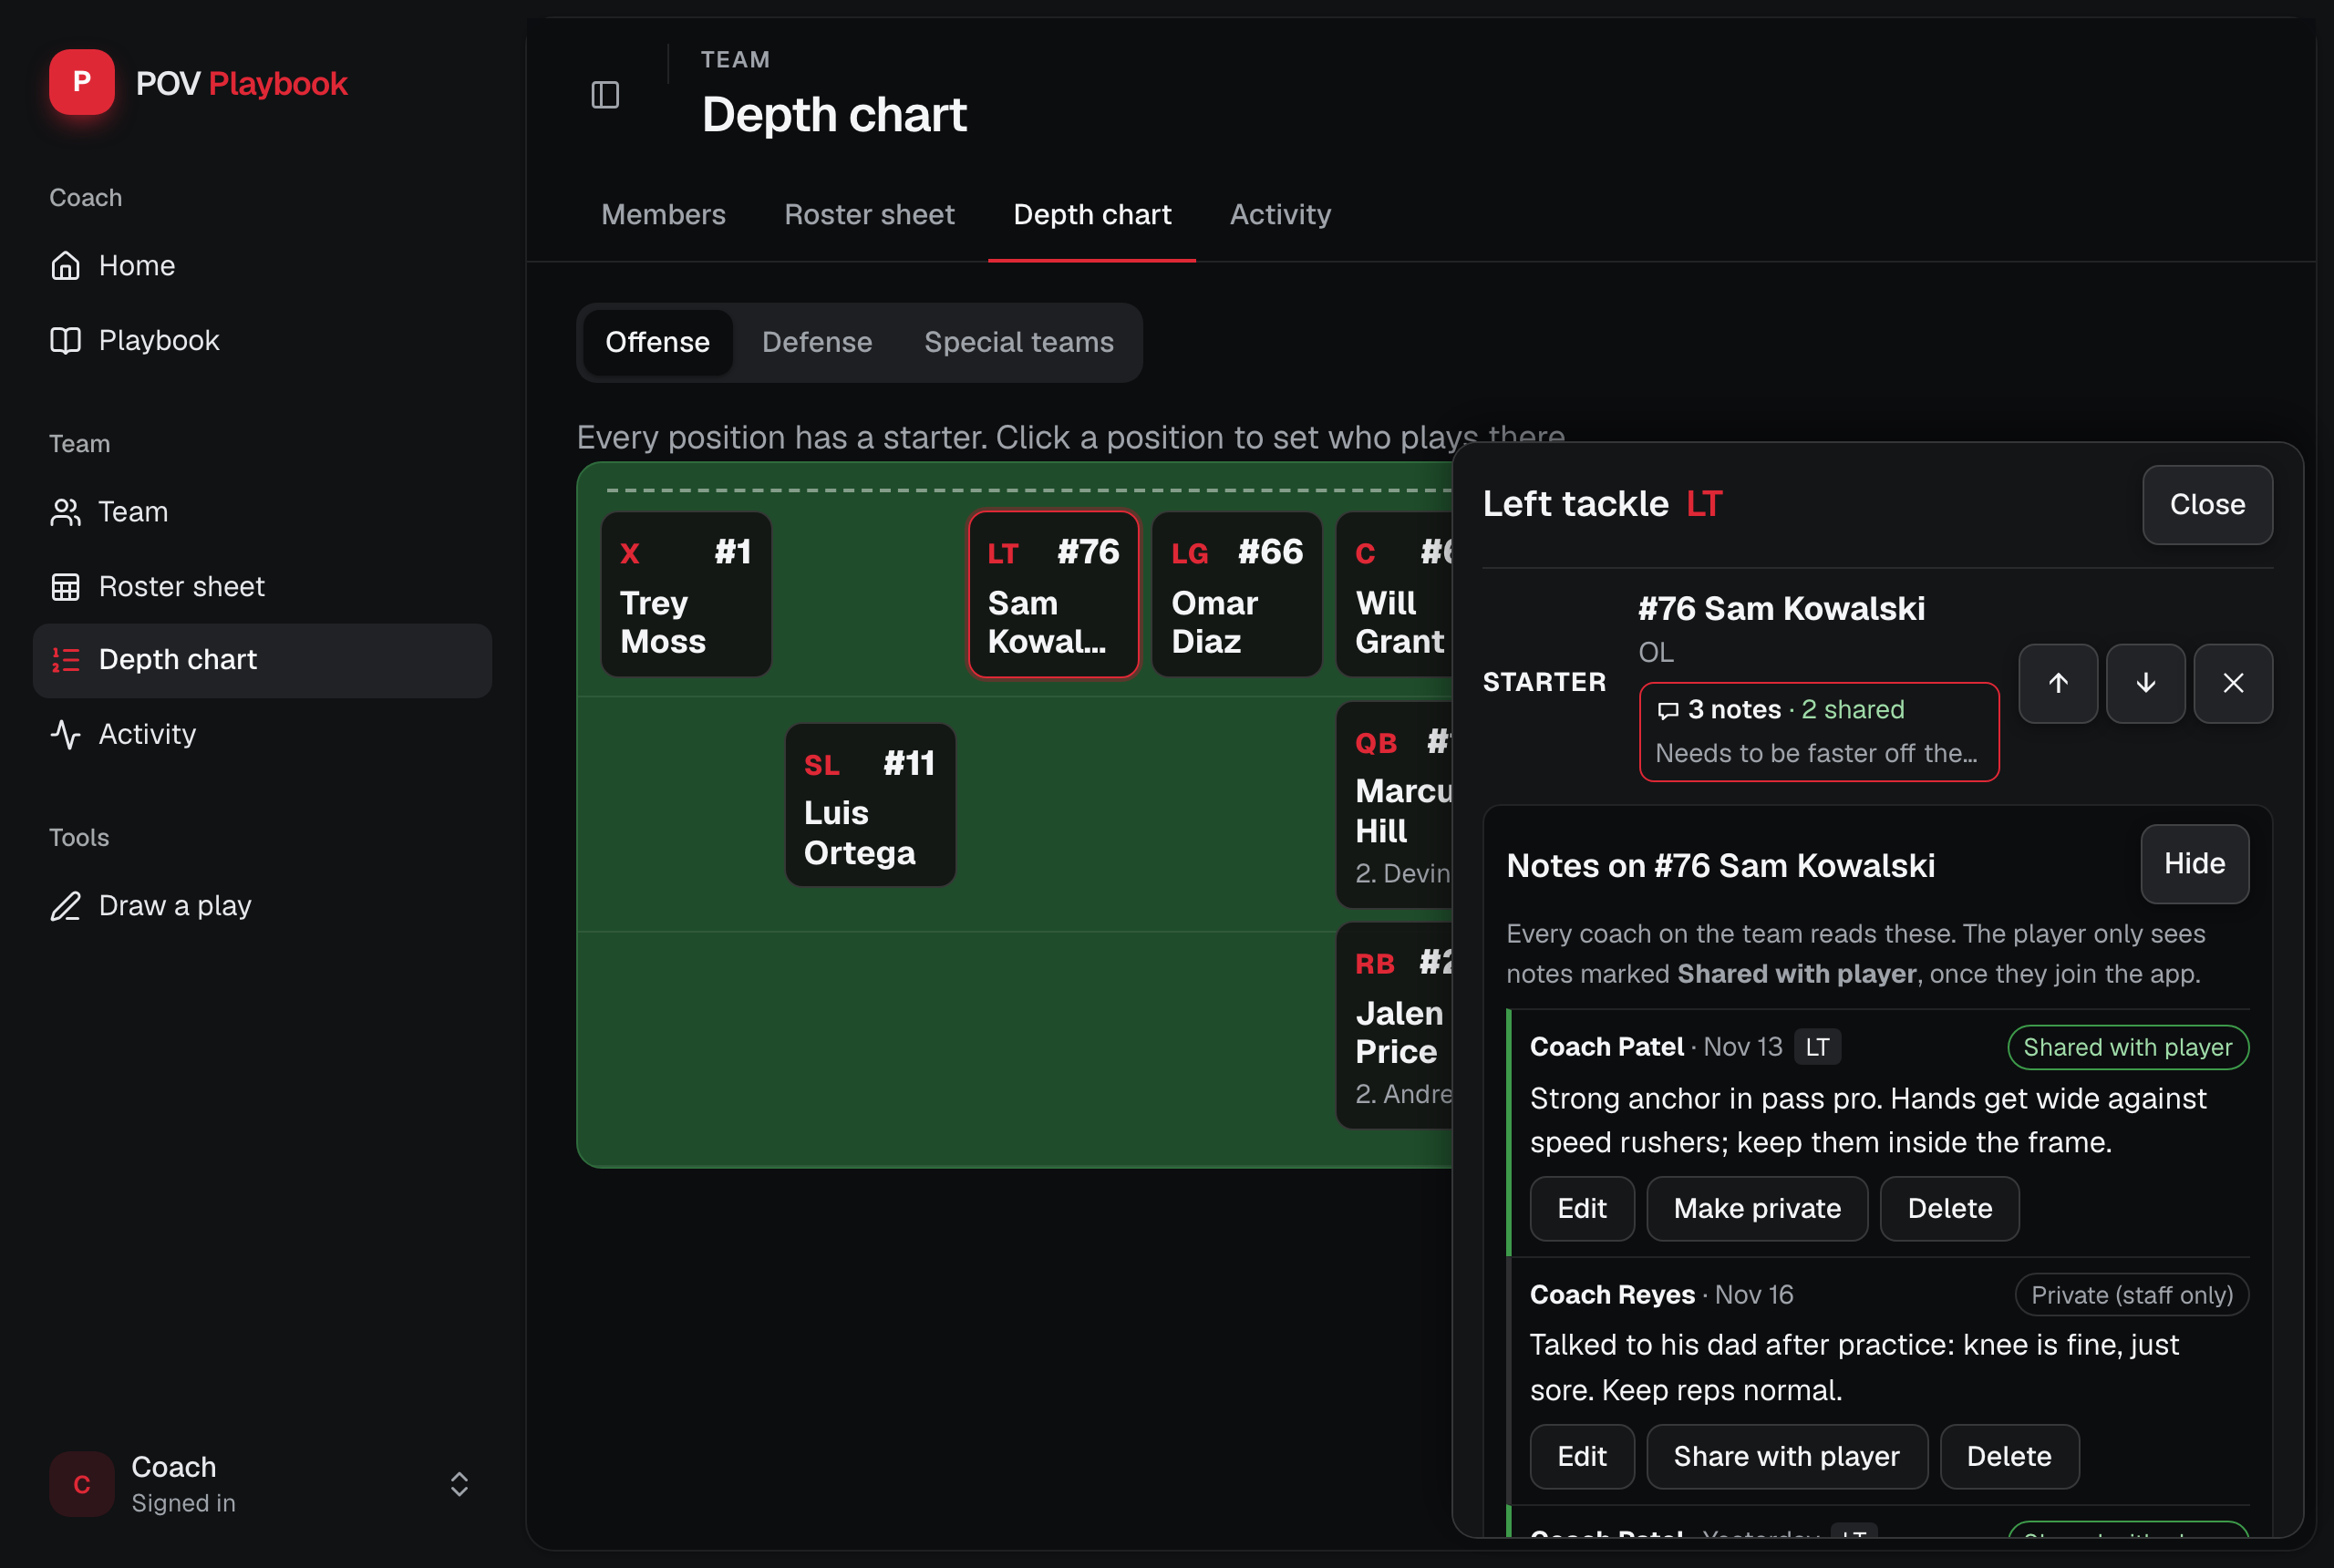 P
POV Playbook
Coach
Home
Playbook
Team
Team
Roster sheet
Depth chart
Activity
Tools
Draw a play
C
Coach
Signed in
TEAM
Depth chart
Members
Roster sheet
Depth chart
Activity
Offense
Defense
Special teams
Every position has a starter. Click a position to set who plays there
X #1
Trey
Moss
LT #76
Sam
Kowal...
LG #66
Omar
Diaz
C
Will
Grant
SL #11
Luis
Ortega
QB
Hill
2. Devin
RB
Jalen
Price
2. Andre
Left tackle LT
Close
STARTER
#76 Sam Kowalski
OL
3 notes · 2 shared
Needs to be faster off the...
Notes on #76 Sam Kowalski
Hide
Every coach on the team reads these. The player only sees
notes marked Shared with player, once they join the app.
Coach Patel · Nov 13 LT
Shared with player
Strong anchor in pass pro. Hands get wide against
speed rushers; keep them inside the frame.
Edit
Make private
Delete
Coach Reyes · Nov 16
Private (staff only)
Talked to his dad after practice: knee is fine, just
sore. Keep reps normal.
Edit
Share with player
Delete
Coach Patel · Yesterday LT